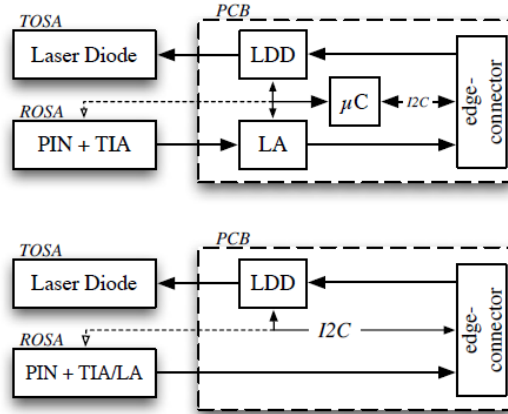 TOSA
PCB
Laser Diode
LDD
ROSA
μC
I2C
edge-
connector
PIN + TIA
LA
TOSA
PCB
Laser Diode
LDD
ROSA
I2C
edge-
connector
PIN + TIA/LA